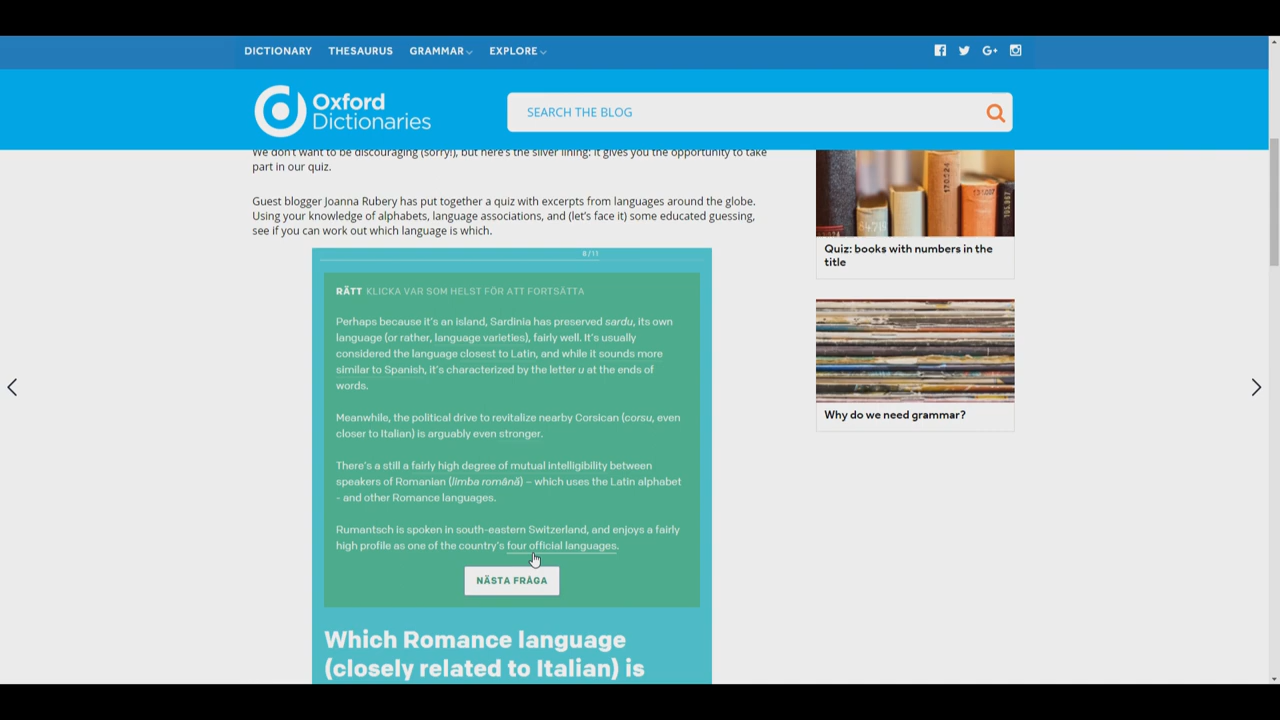 DICTIONARY THESAURUS GRAMMAR EXPLORE
Oxford
Dictionaries
SEARCH THE BLOG
We don't want to be discouraging (sorry!), but here's the silver lining: it gives you the opportunity to take
part in our quiz.
Guest blogger Joanna Rubery has put together a quiz with excerpts from languages around the globe.
Using your knowledge of alphabets, language associations, and (let's face it) some educated guessing,
see if you can work out which language is which.
8/11
RÄTT KLICKA VAR SOM HELST FÖR ATT FORTSÄTTA
Perhaps because it's an island, Sardinia has preserved sardu, its own
language (or rather, language varieties), fairly well. It's usually
considered the language closest to Latin, and while it sounds more
similar to Spanish, it's characterized by the letter u at the ends of
words.
Meanwhile, the political drive to revitalize nearby Corsican (corsu, even
closer to Italian) is arguably even stronger.
There's a still a fairly high degree of mutual intelligibility between
speakers of Romanian (limba română) – which uses the Latin alphabet
- and other Romance languages.
Rumantsch is spoken in south-eastern Switzerland, and enjoys a fairly
high profile as one of the country's four official languages.
NÄSTA FRÅGA
Which Romance language
(closely related to Italian) is
Quiz: books with numbers in the
title
Why do we need grammar?